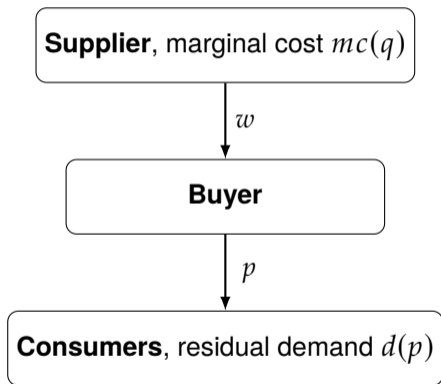 Supplier, marginal cost mc(q)
w
Buyer
p
Consumers, residual demand d(p)